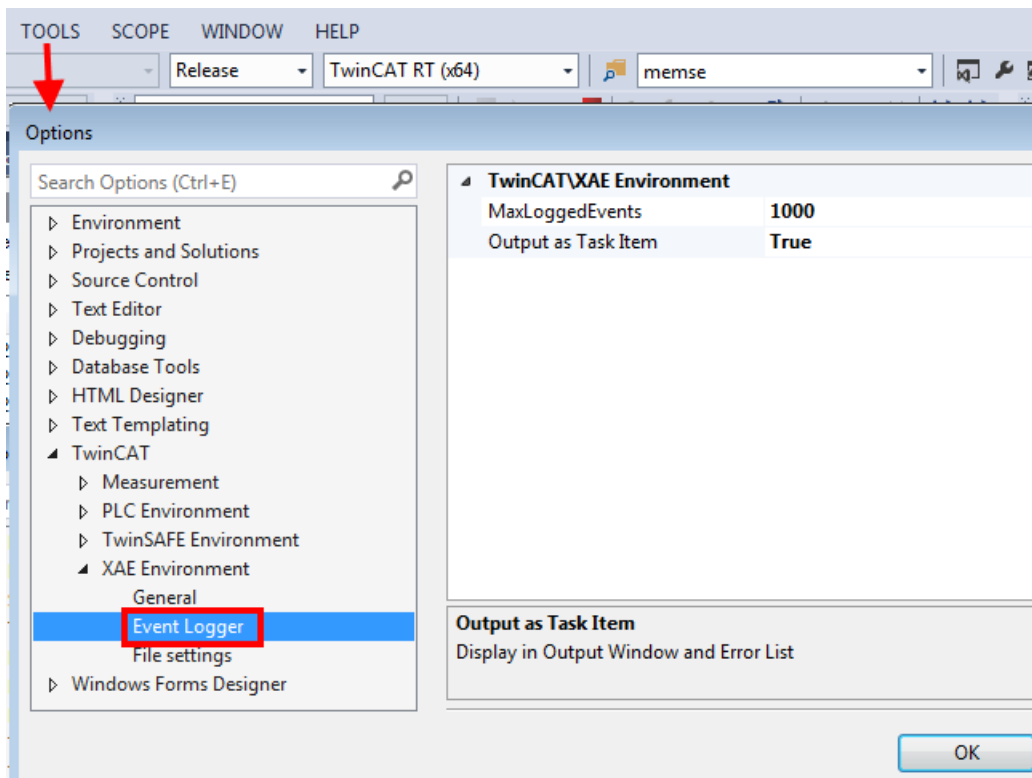 TOOLS SCOPE WINDOW HELP
Release TwinCAT RT (x64) memse
Options
Search Options (Ctrl+E)
Environment
Projects and Solutions
Source Control
Text Editor
Debugging
Database Tools
HTML Designer
Text Templating
TwinCAT
Measurement
PLC Environment
TwinSAFE Environment
XAE Environment
General
Event Logger
File settings
Windows Forms Designer
TwinCAT\XAE Environment
MaxLoggedEvents 1000
Output as Task Item True
Output as Task Item
Display in Output Window and Error List
OK